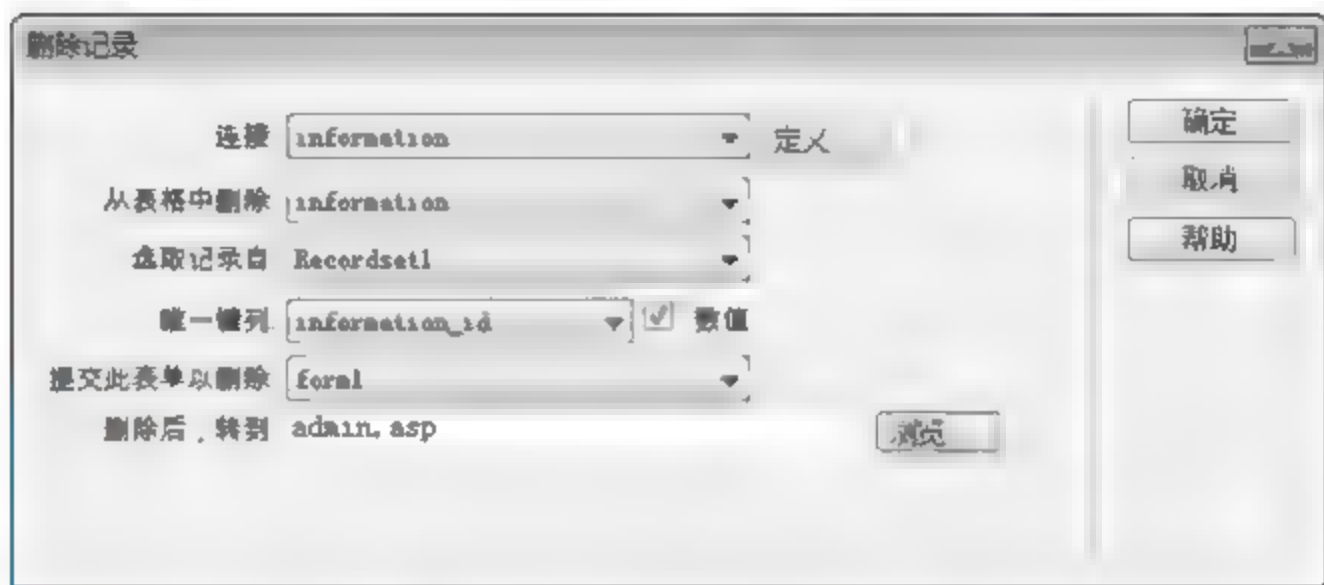 删除记录
连接 information 定义
从表格中删除 information
选取记录自 Recordset1
唯一键列 information_id 数值
提交此表单以删除 form1
删除后,转到 admin.asp 浏览
确定
取消
帮助